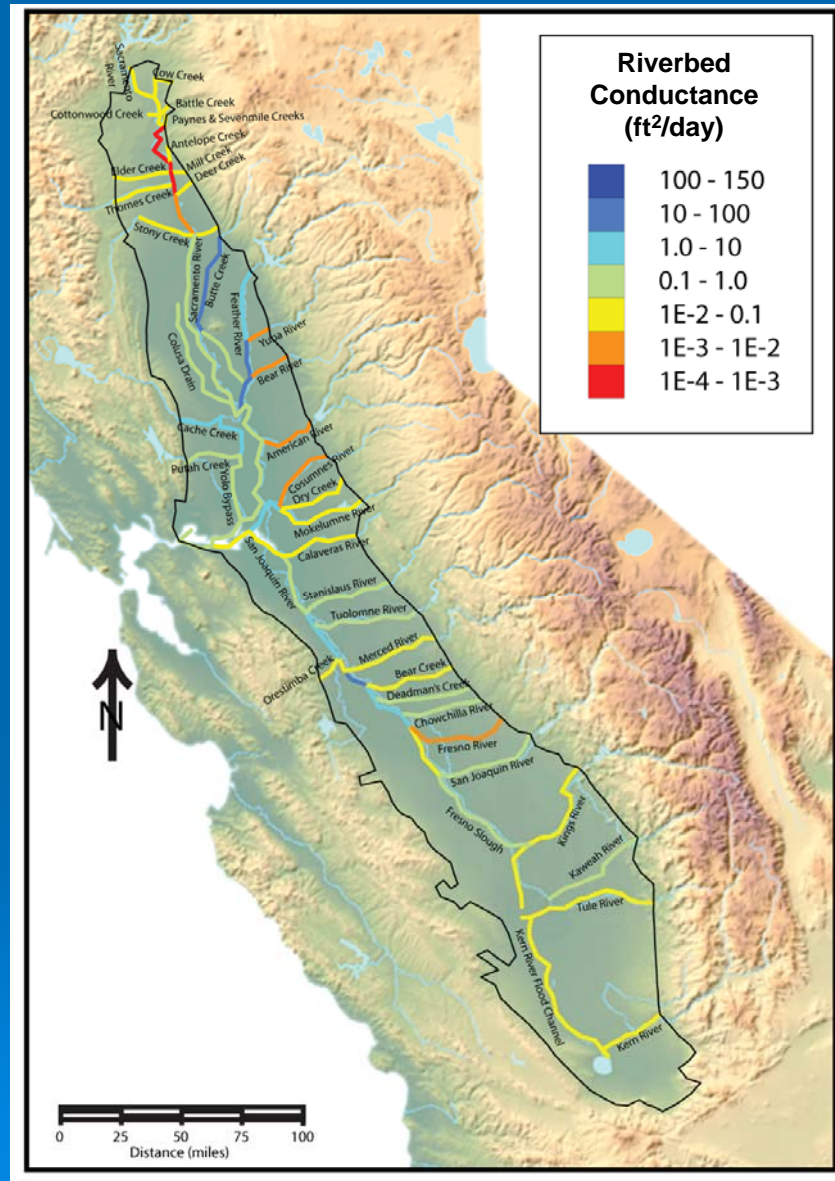 Riverbed
Conductance
(ft²/day)
100 - 150
10 - 100
1.0 - 10
0.1 - 1.0
1E-2 - 0.1
1E-3 - 1E-2
1E-4 - 1E-3
Sacramento
River
Cow Creek
Battle Creek
Cottonwood Creek
Paynes & Sevenmile Creeks
Antelope Creek
Mill Creek
Elder Creek
Deer Creek
Thomes Creek
Stony Creek
Sacramento River
Butte Creek
Feather River
Yuba River
Colusa Drain
Bear River
Cache Creek
American River
Putah Creek
Cosumnes River
Yolo Bypass
Dry Creek
Mokelumne River
San Joaquin River
Calaveras River
Stanislaus River
Tuolomne River
Merced River
Orestimba Creek
Bear Creek
Deadman's Creek
Chowchilla River
N
Fresno River
San Joaquin River
Fresno Slough
Kings River
Kaweah River
Tule River
Kern River Flood Channel
Kern River
0 25 50 75 100
Distance (miles)